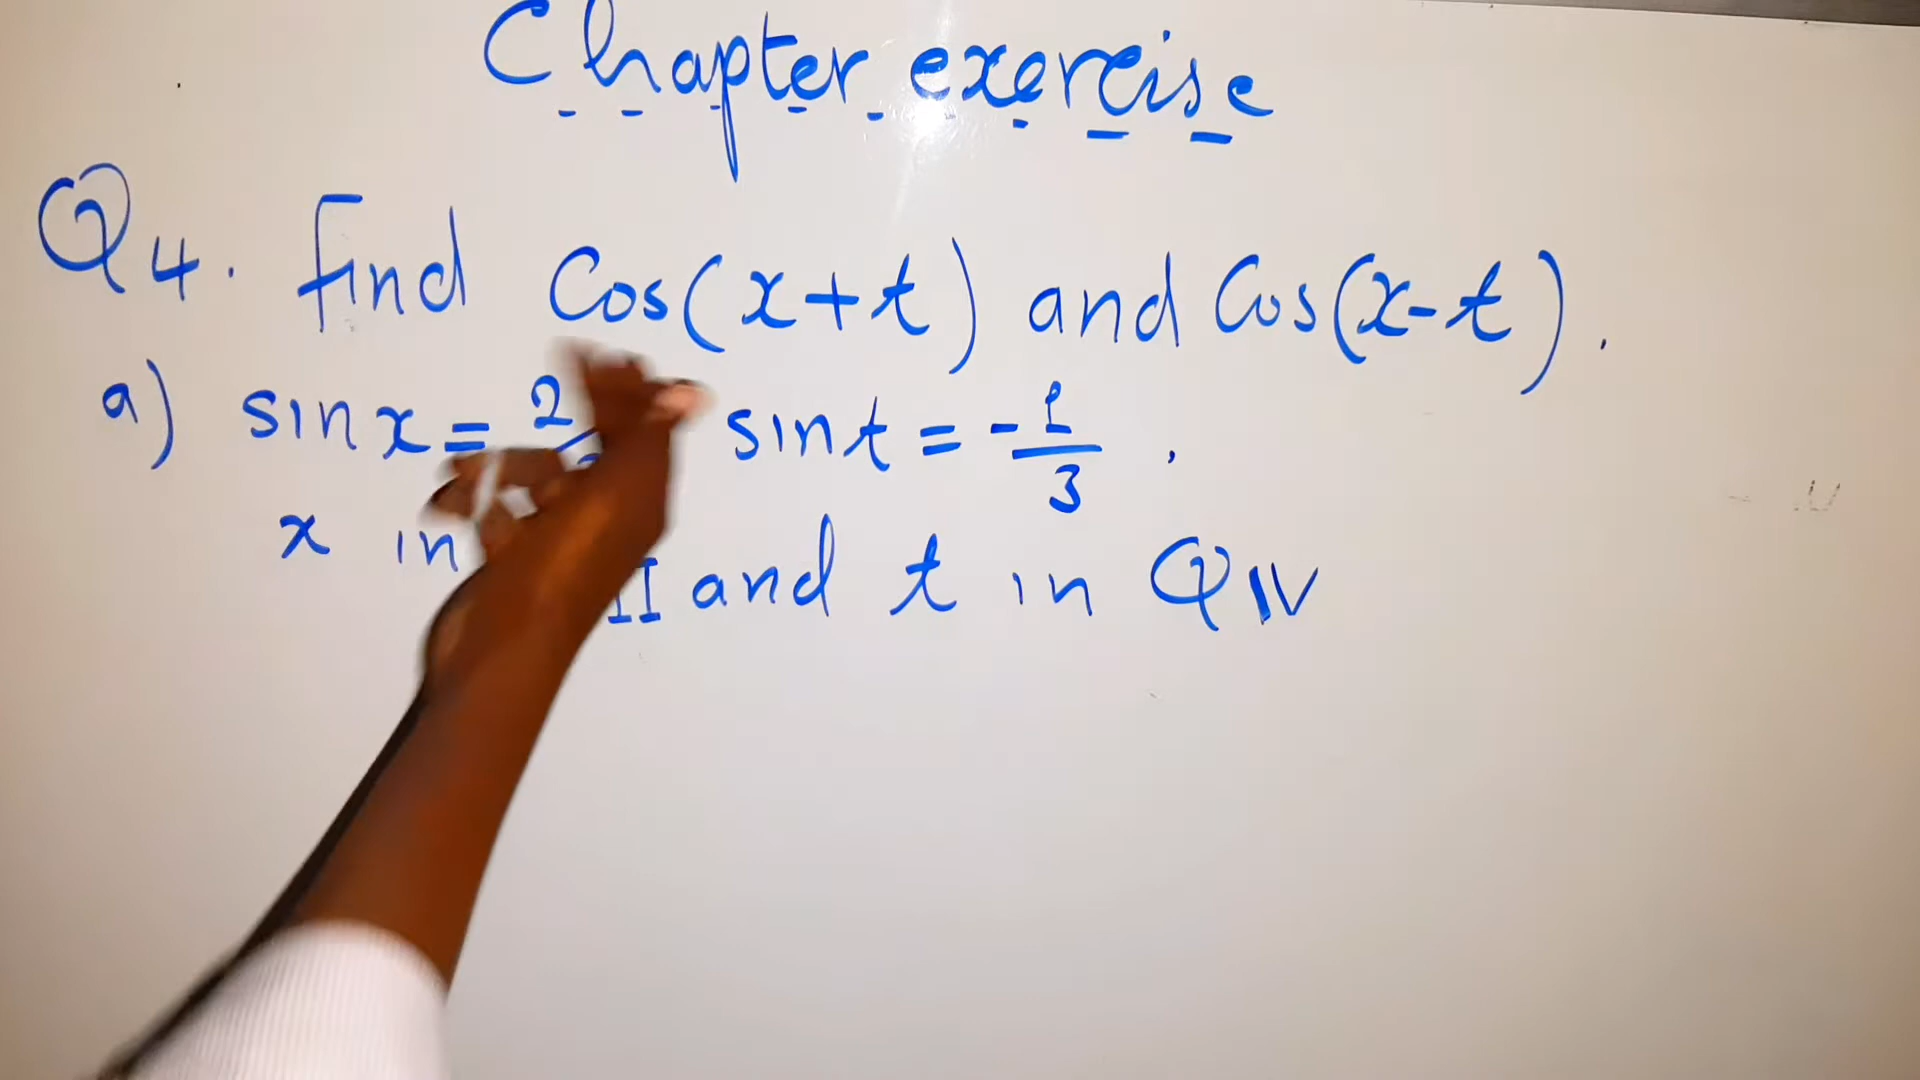 Chapter exercise
Q4. Find Cos(x+t) and Cos(x-t).
a) sin x = 2/ sin t = -1/3 ,
x in II and t in QIV